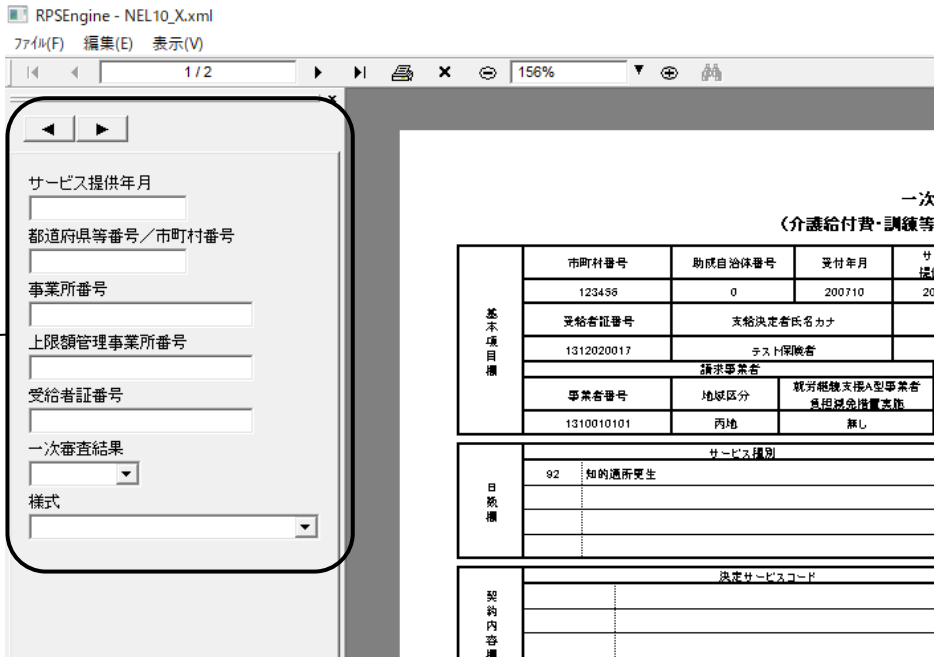 RPSEngine - NEL10_X.xml
ファイル(F) 編集(E) 表示(V)
1 / 2
156%
サービス提供年月
都道府県等番号／市町村番号
事業所番号
上限額管理事業所番号
受給者証番号
一次審査結果
様式
一次
（介護給付費・訓練等
基本項目欄
市町村番号 助成自治体番号 受付年月 サ
提供
123456 0 200710 20
受給者証番号 支給決定者氏名カナ
1312020017 テスト保険者
請求事業者
事業者番号 地域区分 就労継続支援A型事業者
負担減免措置実施
1310010101 丙地 無し
日数欄
サービス種別
92 知的通所更生
契約内容欄
決定サービスコード